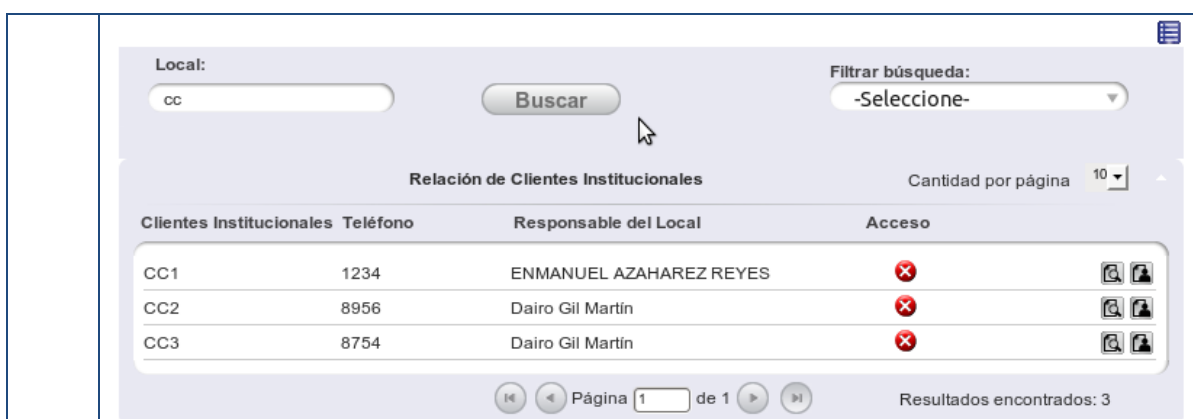 Local:
Filtrar búsqueda:
cc
Buscar
-Seleccione-
Relación de Clientes Institucionales
Cantidad por página 10
Clientes Institucionales Teléfono Responsable del Local Acceso
CC1 1234 ENMANUEL AZAHAREZ REYES
CC2 8956 Dairo Gil Martín
CC3 8754 Dairo Gil Martín
Página 1 de 1 Resultados encontrados: 3